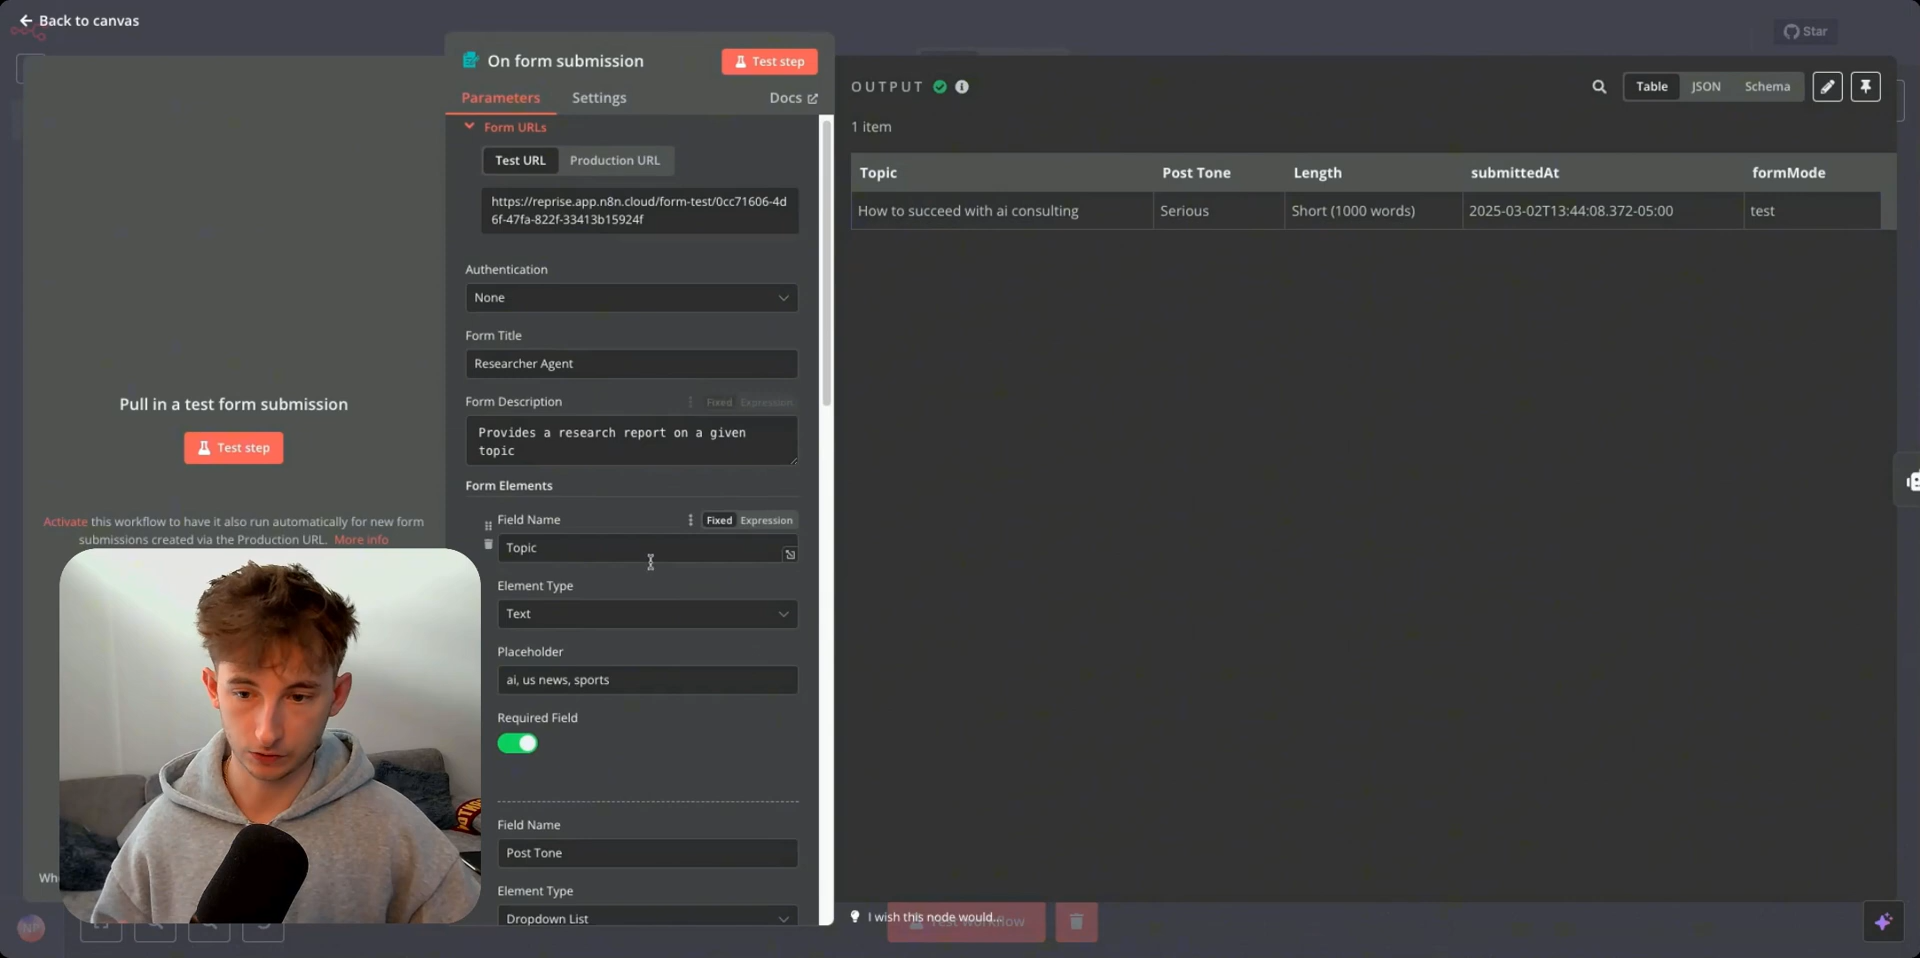 Back to canvas
Star
On form submission
Test step
Parameters
Settings
Docs
Form URLs
Test URL
Production URL
https://reprise.app.n8n.cloud/form-test/0cc71606-4d
6f-47fa-822f-33413b15924f
Authentication
None
Form Title
Researcher Agent
Form Description
Fixed
Expression
Provides a research report on a given
topic
Form Elements
Field Name
Fixed
Expression
Topic
Element Type
Text
Placeholder
ai, us news, sports
Required Field
Field Name
Post Tone
Element Type
Dropdown List
Pull in a test form submission
Test step
Activate this workflow to have it also run automatically for new form
submissions created via the Production URL. More info
Wh
NP
OUTPUT
Table
JSON
Schema
1 item
Topic
Post Tone
Length
submittedAt
formMode
How to succeed with ai consulting
Serious
Short (1000 words)
2025-03-02T13:44:08.372-05:00
test
I wish this node would...
Test workflow